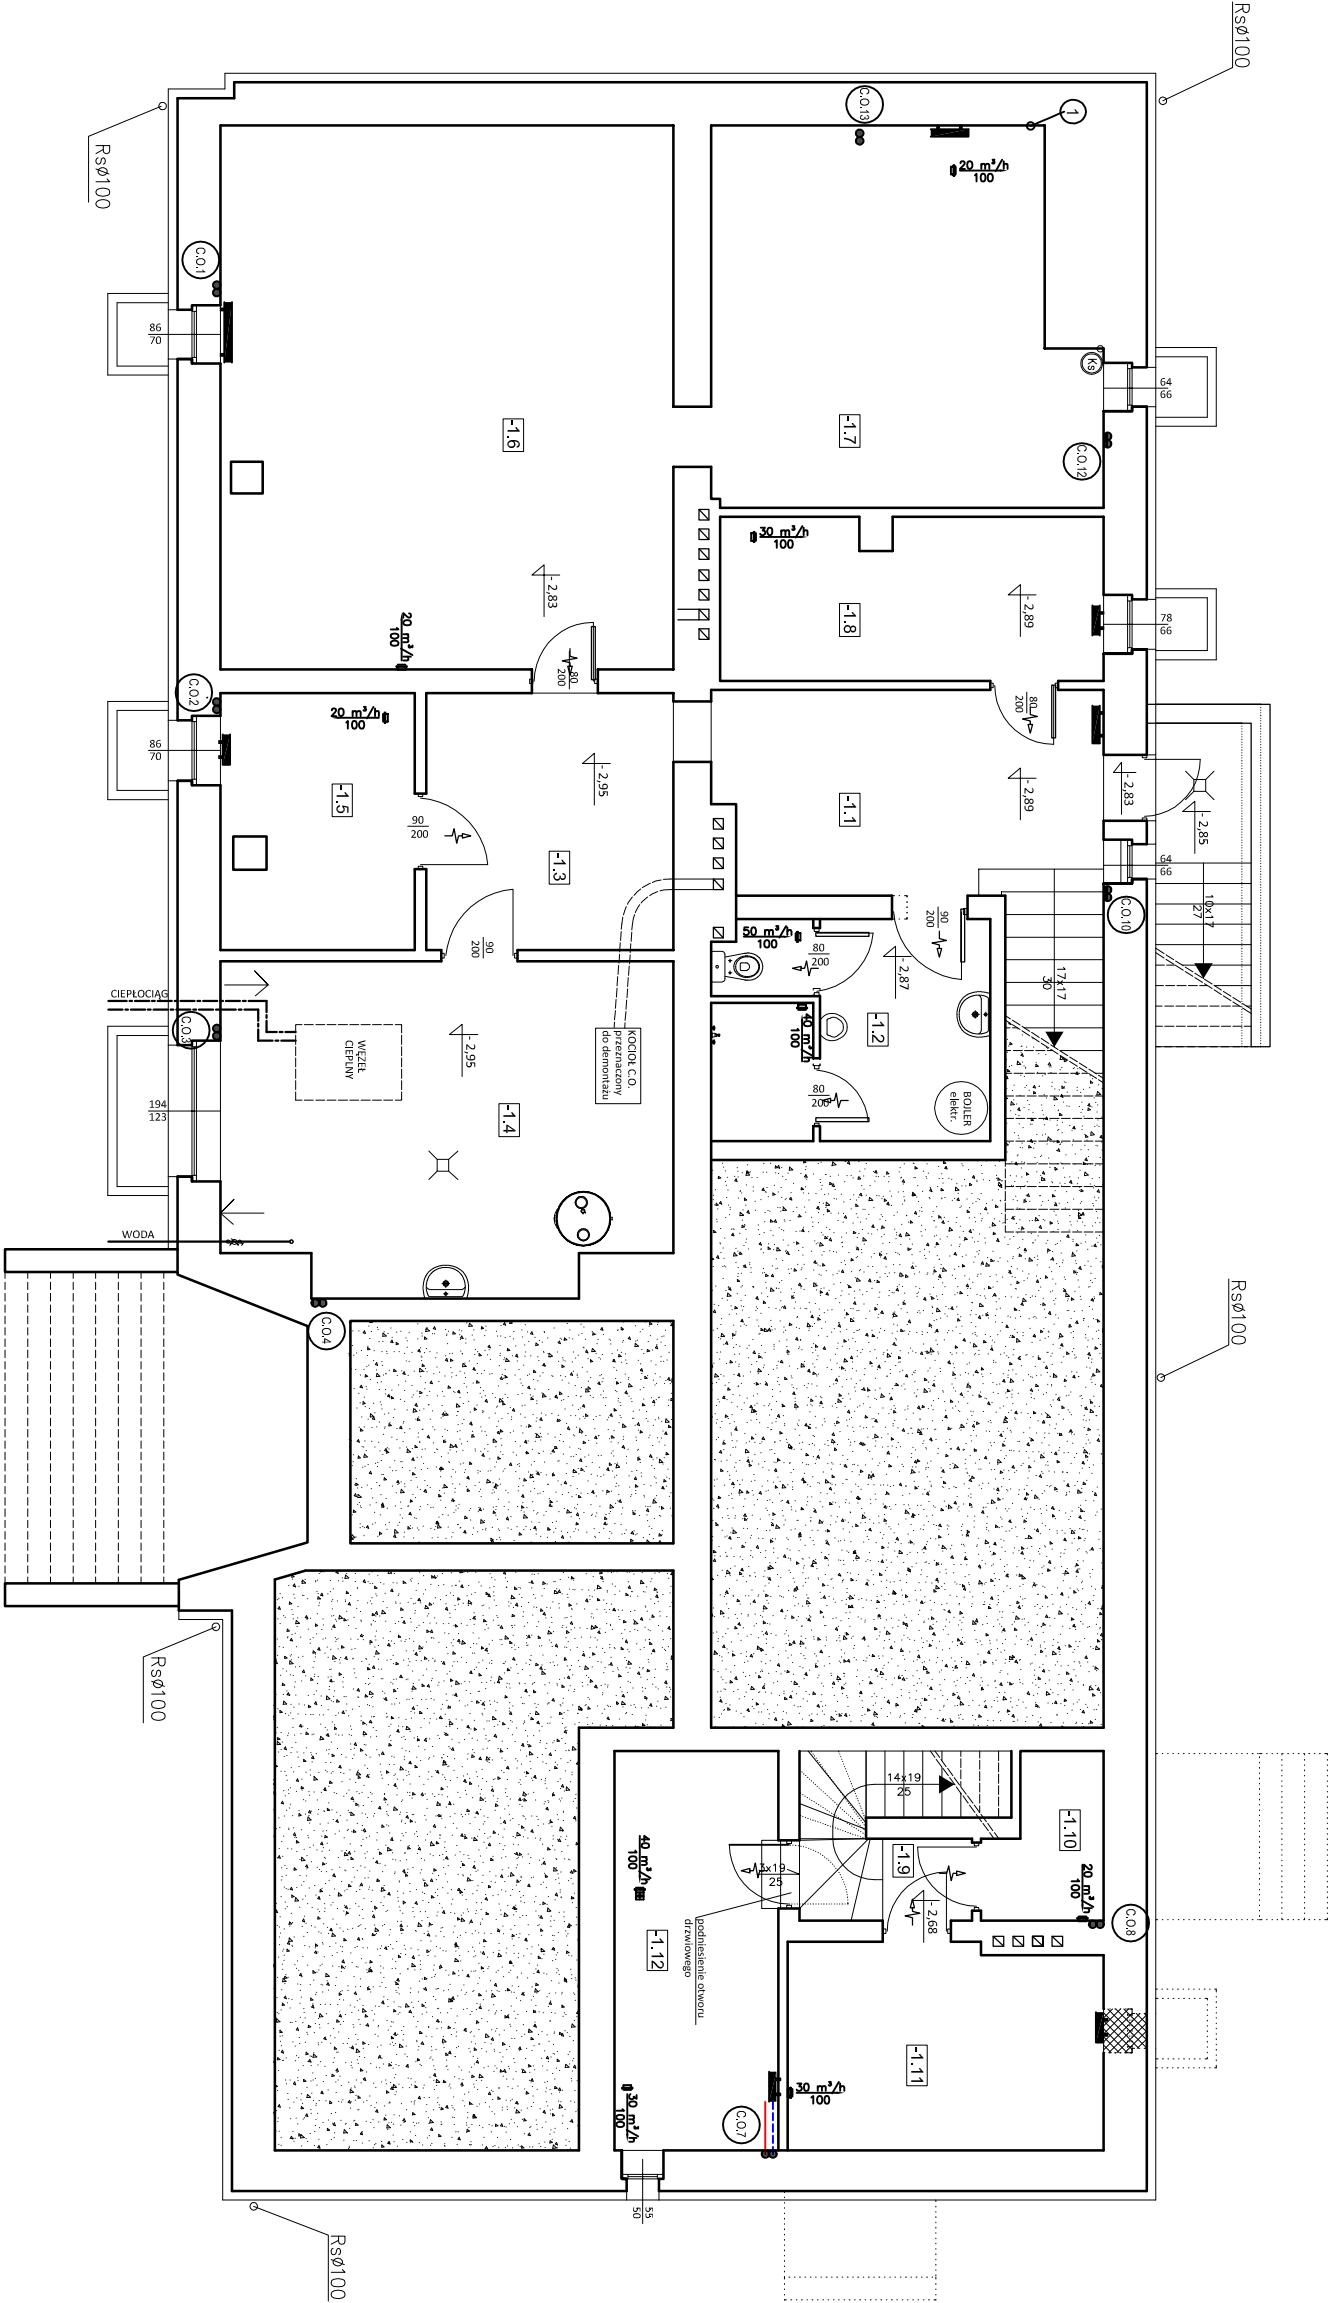 Rsø100
Rsø100
C.O.13
1
20 m³/h
100
C.O.1
86
70
64
66
Ks
-1.6
-1.7
C.O.12
30 m³/h
100
- 2,83
- 2,89
78
66
-1.8
20 m³/h
100
80
200
C.O.2
20 m³/h
100
80
200
86
70
- 2,95
- 2,89
- 2,83
- 2,85
-1.5
-1.1
90
200
-1.3
64
66
10x17
27
C.O.10
90
200
90
200
50 m³/h
100
80
200
- 2,87
17x17
30
CIEPŁOCIĄG
C.O.3
WĘZEŁ
CIEPLNY
- 2,95
KOCIOŁ C.O.
przeznaczony
do demontażu
40 m³/h
100
-1.2
194
123
-1.4
80
200
BOJLER
elektr.
WODA
C.O.4
Rsø100
Rsø100
14x19
25
-1.10
40 m³/h
100
3x19
25
-1.9
20 m³/h
100
- 2,68
C.O.8
-1.12
podniesienie otworu
drzwiowego
-1.11
30 m³/h
100
30 m³/h
100
C.O.7
55
50
Rsø100